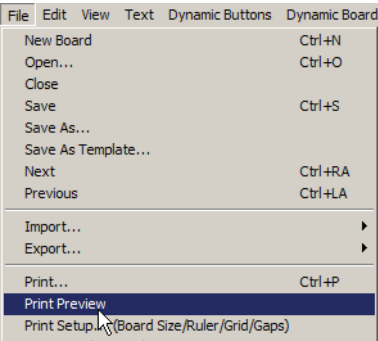 File Edit View Text Dynamic Buttons Dynamic Board
New Board Ctrl+N
Open... Ctrl+O
Close
Save Ctrl+S
Save As...
Save As Template...
Next Ctrl+RA
Previous Ctrl+LA
Import...
Export...
Print... Ctrl+P
Print Preview
Print Setup... (Board Size/Ruler/Grid/Gaps)